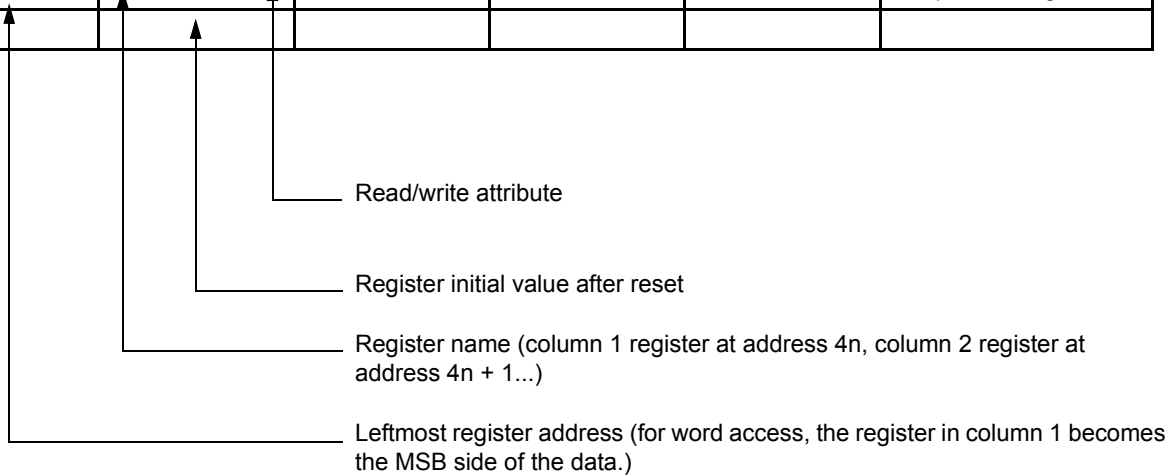 Read/write attribute
Register initial value after reset
Register name (column 1 register at address 4n, column 2 register at
address 4n + 1...)
Leftmost register address (for word access, the register in column 1 becomes
the MSB side of the data.)